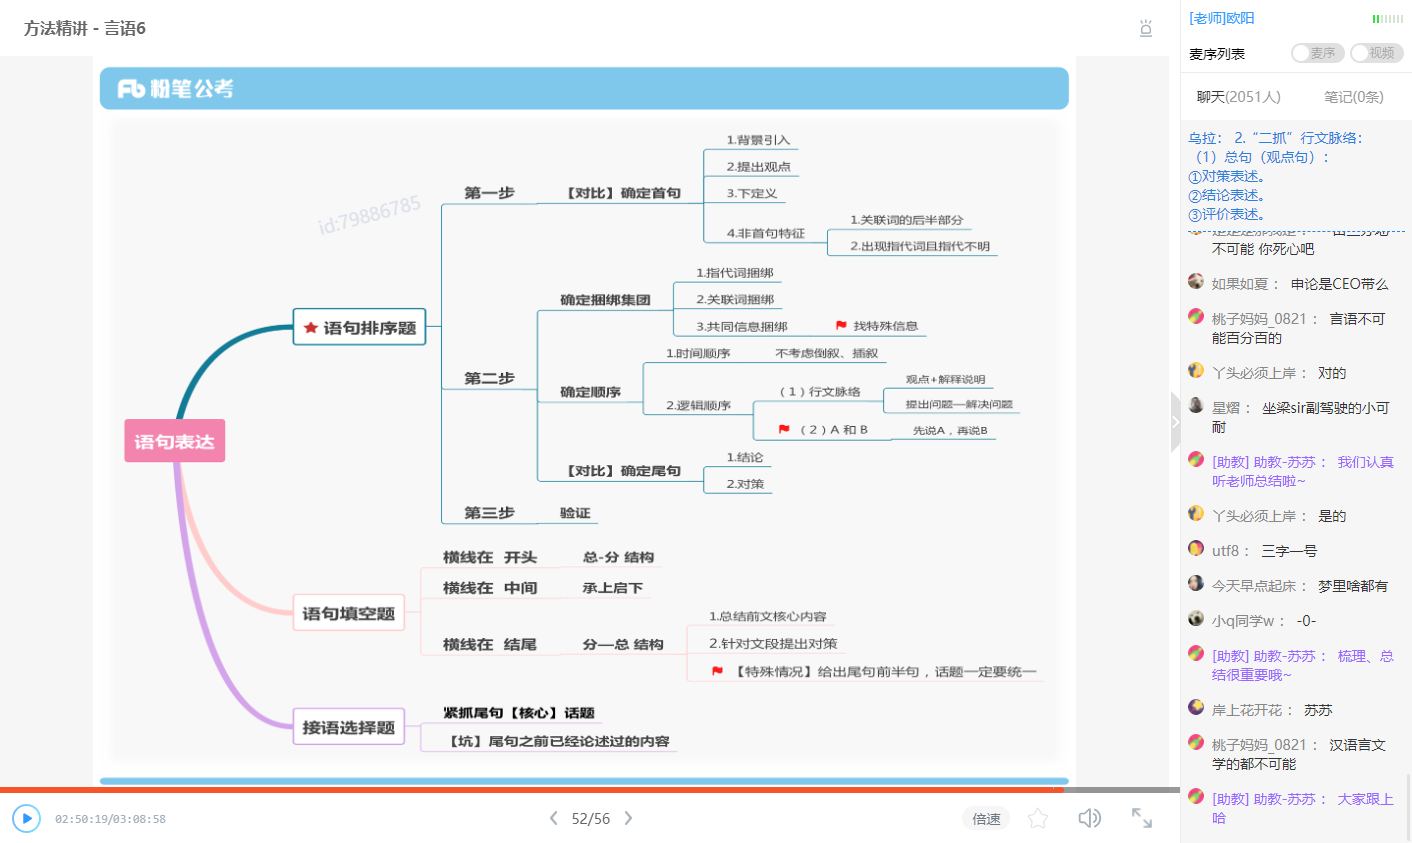 方法精讲 - 言语6
粉笔公考
id:79886785
语句表达
语句排序题
第一步
【对比】确定首句
1.背景引入
2.提出观点
3.下定义
4.非首句特征
1.关联词的后半部分
2.出现指代词且指代不明
第二步
确定捆绑集团
1.指代词捆绑
2.关联词捆绑
3.共同信息捆绑
找特殊信息
确定顺序
1.时间顺序
不考虑倒叙、插叙
2.逻辑顺序
（1）行文脉络
观点+解释说明
提出问题—解决问题
（2）A 和 B
先说A，再说B
【对比】确定尾句
1.结论
2.对策
第三步
验证
语句填空题
横线在 开头
总-分 结构
横线在 中间
承上启下
横线在 结尾
分—总 结构
1.总结前文核心内容
2.针对文段提出对策
【特殊情况】给出尾句前半句，话题一定要统一
接语选择题
紧抓尾句【核心】话题
【坑】尾句之前已经论述过的内容
02:50:19/03:08:58
52/56
倍速
[老师]欧阳
麦序列表
麦序
视频
聊天(2051人)
笔记(0条)
乌拉： 2.“二抓”行文脉络：
（1）总句（观点句）：
①对策表述。
②结论表述。
③评价表述。
不可能 你死心吧
如果如夏： 申论是CEO带么
桃子妈妈_0821： 言语不可
能百分百的
丫头必须上岸： 对的
星熠： 坐梁sir副驾驶的小可
耐
[助教] 助教-苏苏： 我们认真
听老师总结啦~
丫头必须上岸： 是的
utf8： 三字一号
今天早点起床： 梦里啥都有
小q同学w： -0-
[助教] 助教-苏苏： 梳理、总
结很重要哦~
岸上花开花： 苏苏
桃子妈妈_0821： 汉语言文
学的都不可能
[助教] 助教-苏苏： 大家跟上
哈